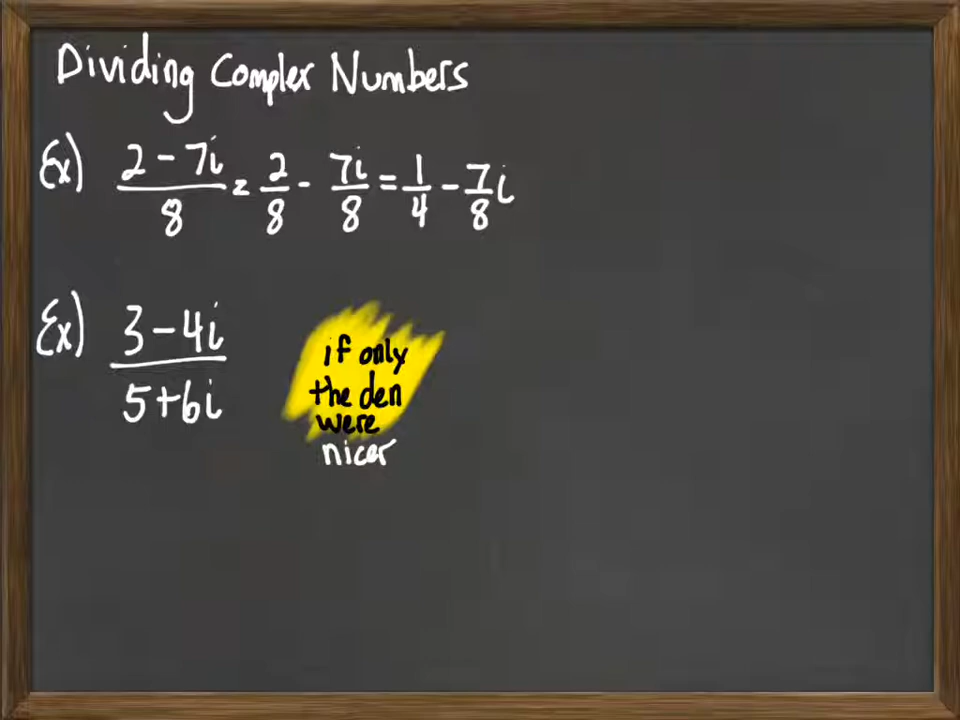 Dividing Complex Numbers
Ex) 2 - 7i / 8 = 2/8 - 7i/8 = 1/4 - 7/8 i
Ex) 3 - 4i / 5 + 6i
if only
the den
were
nicer